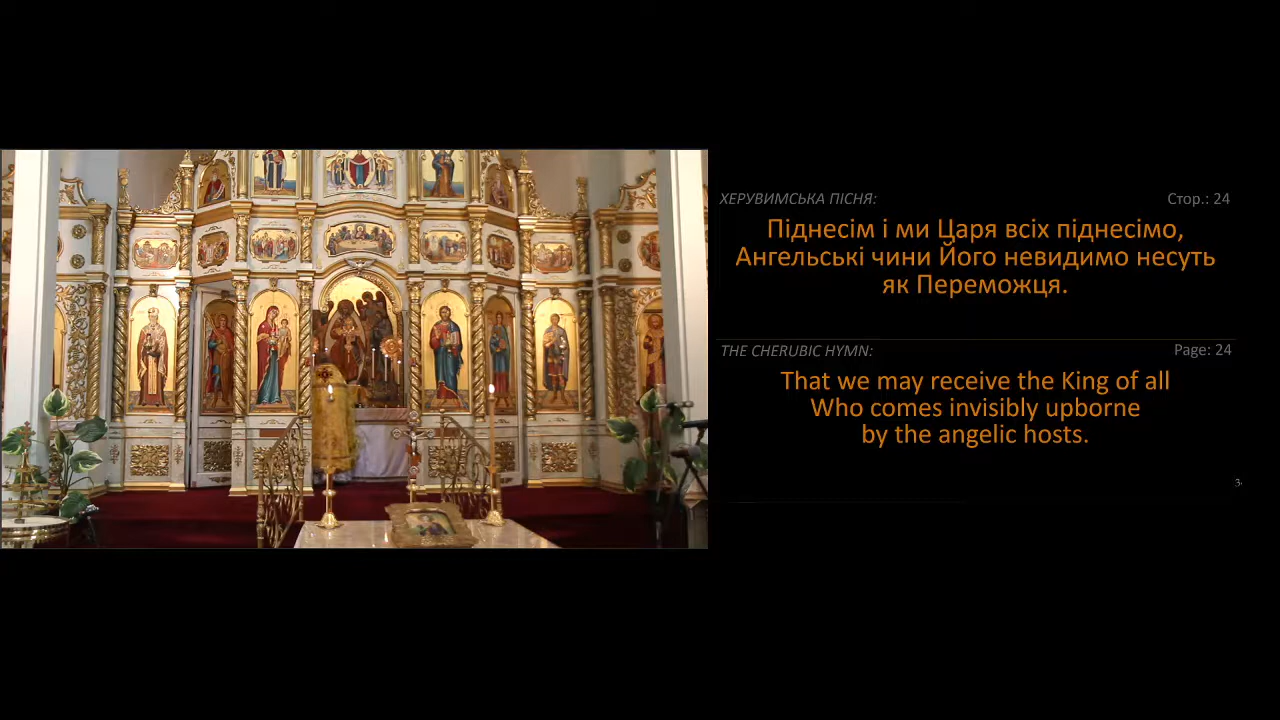 ХЕРУВИМСЬКА ПІСНЯ: Стор.: 24
Піднесім і ми Царя всіх піднесімо,
Ангельські чини Його невидимо несуть
як Переможця.
THE CHERUBIC HYMN: Page: 24
That we may receive the King of all
Who comes invisibly upborne
by the angelic hosts.